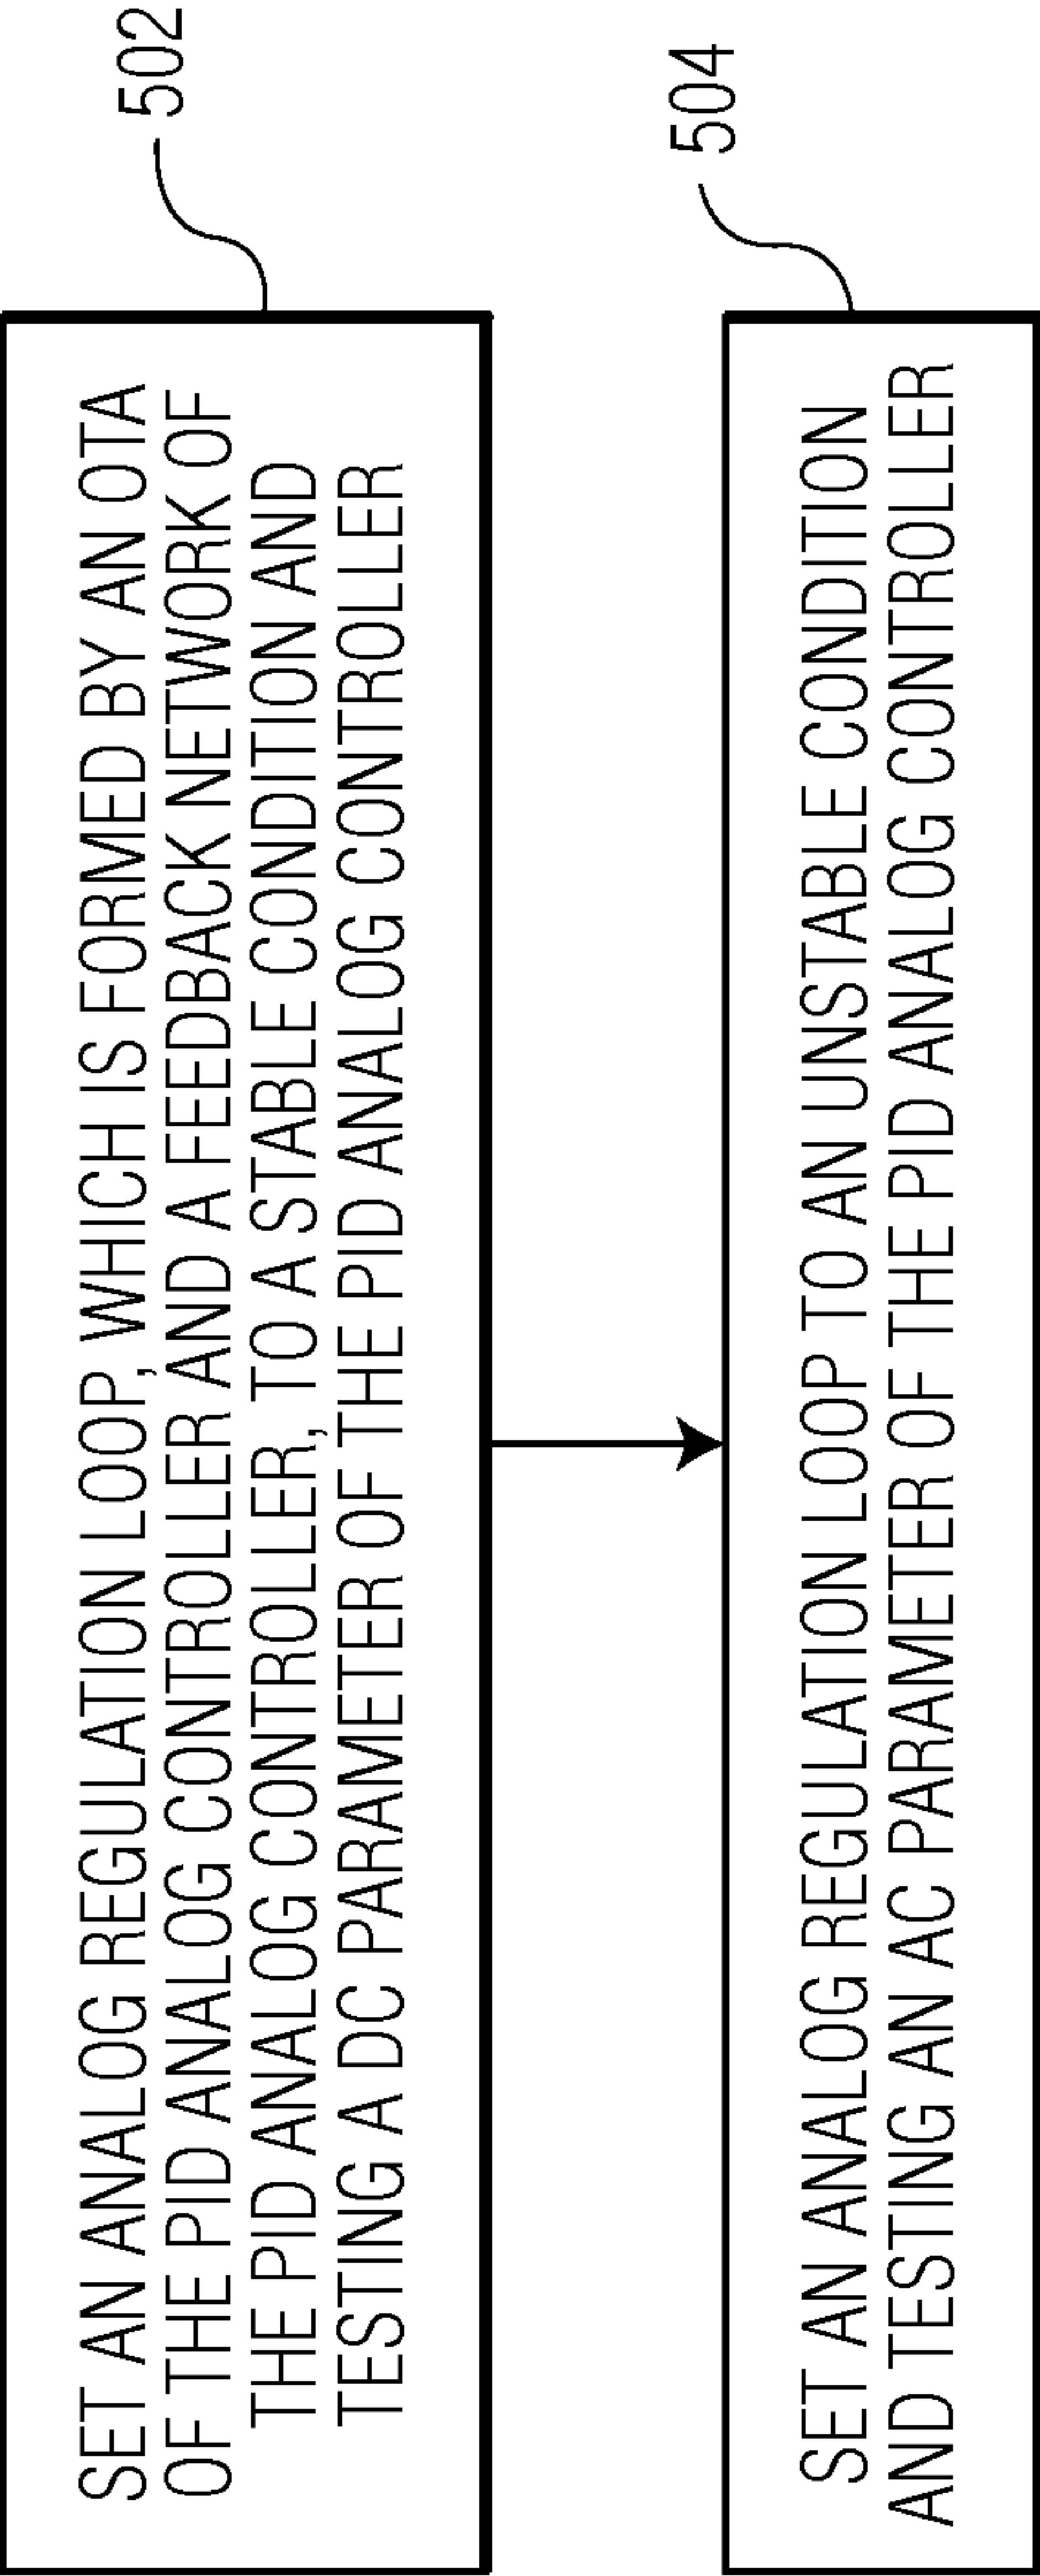 SET AN ANALOG REGULATION LOOP, WHICH IS FORMED BY AN OTA
OF THE PID ANALOG CONTROLLER AND A FEEDBACK NETWORK OF
THE PID ANALOG CONTROLLER, TO A STABLE CONDITION AND
TESTING A DC PARAMETER OF THE PID ANALOG CONTROLLER
502
SET AN ANALOG REGULATION LOOP TO AN UNSTABLE CONDITION
AND TESTING AN AC PARAMETER OF THE PID ANALOG CONTROLLER
504